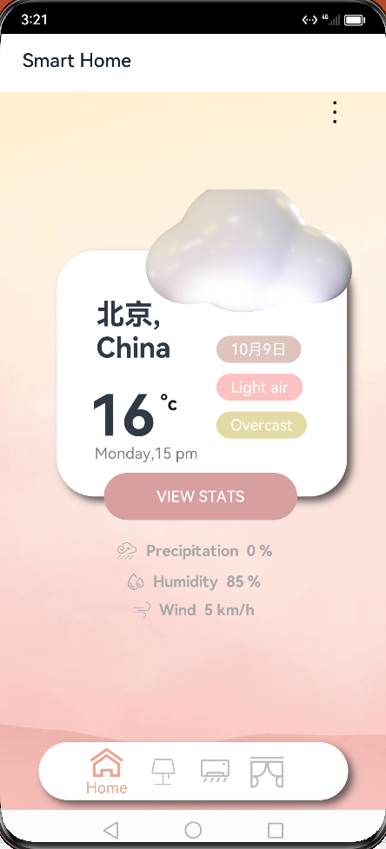 3:21
Smart Home
北京,
China
10月9日
Light air
16 °c
Overcast
Monday,15 pm
VIEW STATS
Precipitation 0 %
Humidity 85 %
Wind 5 km/h
Home